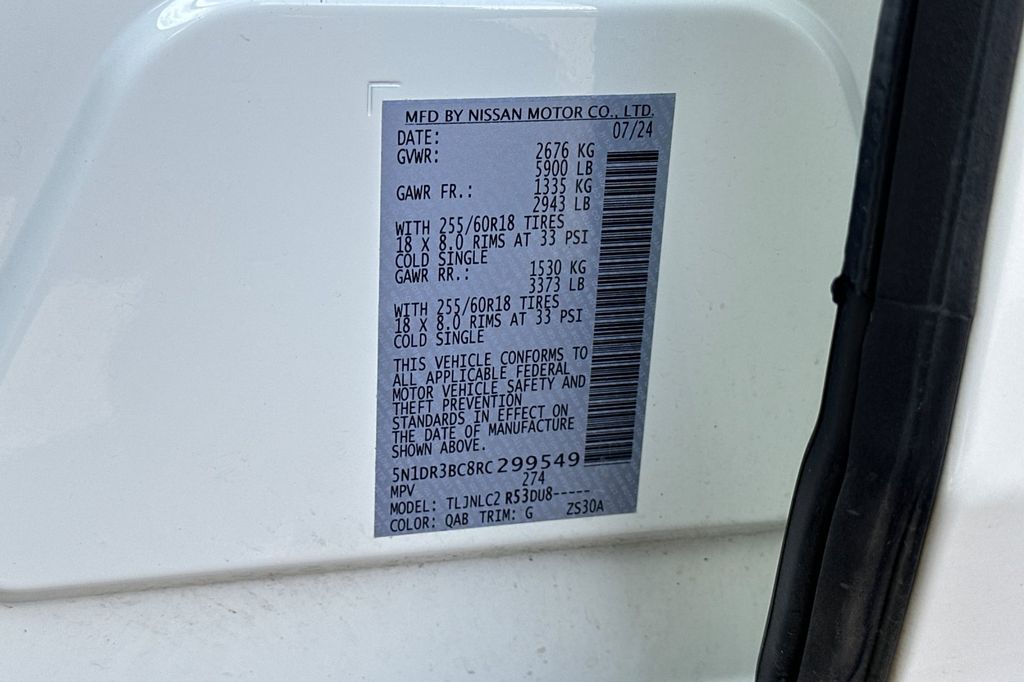 MFD BY NISSAN MOTOR CO., LTD.
DATE: 07/24
GVWR: 2676 KG
5900 LB
GAWR FR.: 1335 KG
2943 LB
WITH 255/60R18 TIRES
18 X 8.0 RIMS AT 33 PSI
COLD SINGLE
GAWR RR.: 1530 KG
3373 LB
WITH 255/60R18 TIRES
18 X 8.0 RIMS AT 33 PSI
COLD SINGLE
THIS VEHICLE CONFORMS TO
ALL APPLICABLE FEDERAL
MOTOR VEHICLE SAFETY AND
THEFT PREVENTION
STANDARDS IN EFFECT ON
THE DATE OF MANUFACTURE
SHOWN ABOVE.
5N1DR3BC8RC299549
MPV 274
MODEL: TLJNLC2 R53DU8-----
COLOR: QAB TRIM: G ZS30A